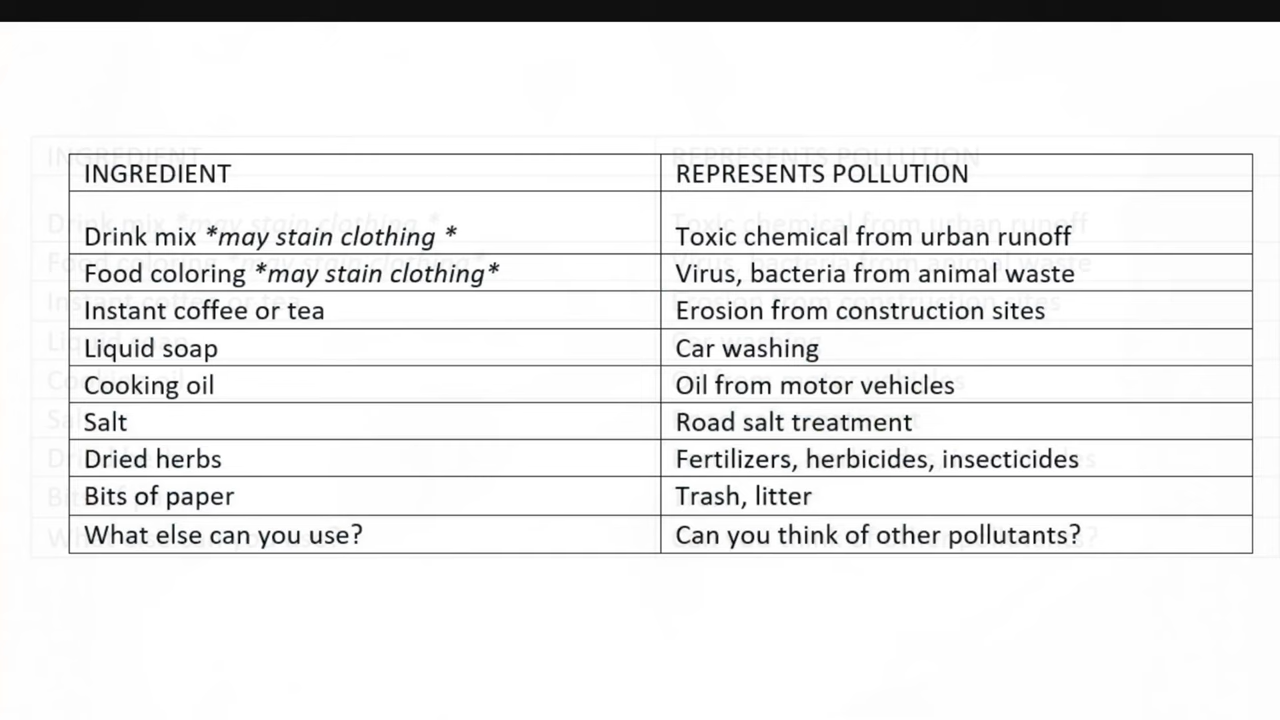 INGREDIENT REPRESENTS POLLUTION
Drink mix *may stain clothing * Toxic chemical from urban runoff
Food coloring *may stain clothing* Virus, bacteria from animal waste
Instant coffee or tea Erosion from construction sites
Liquid soap Car washing
Cooking oil Oil from motor vehicles
Salt Road salt treatment
Dried herbs Fertilizers, herbicides, insecticides
Bits of paper Trash, litter
What else can you use? Can you think of other pollutants?